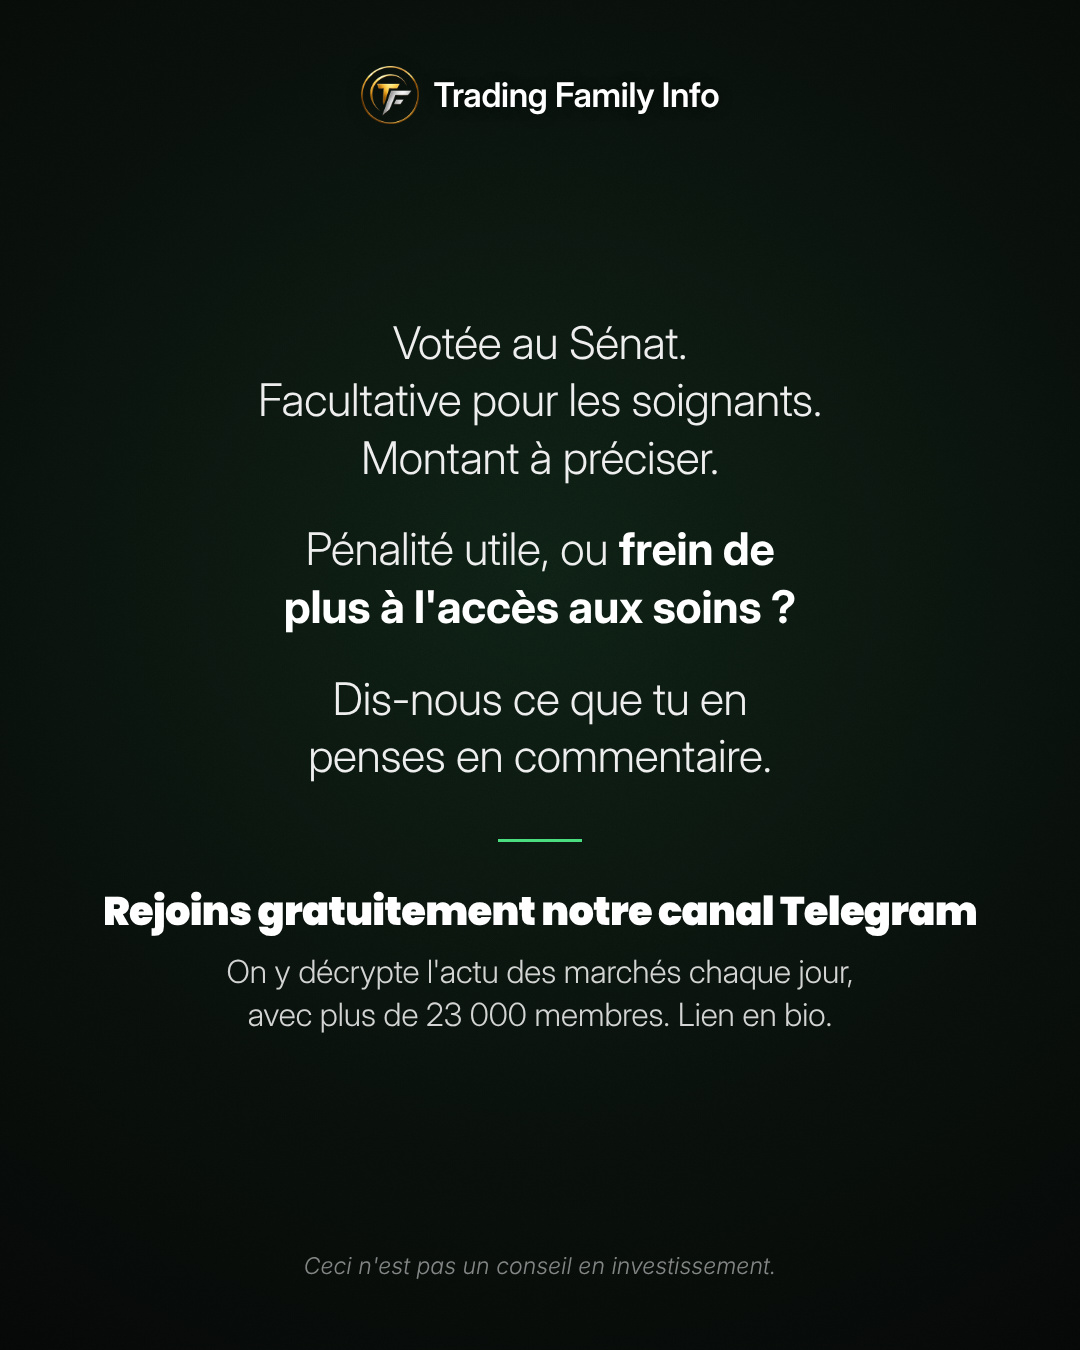 TF Trading Family Info
Votée au Sénat.
Facultative pour les soignants.
Montant à préciser.
Pénalité utile, ou frein de
plus à l'accès aux soins ?
Dis-nous ce que tu en
penses en commentaire.
Rejoins gratuitement notre canal Telegram
On y décrypte l'actu des marchés chaque jour,
avec plus de 23 000 membres. Lien en bio.
Ceci n'est pas un conseil en investissement.